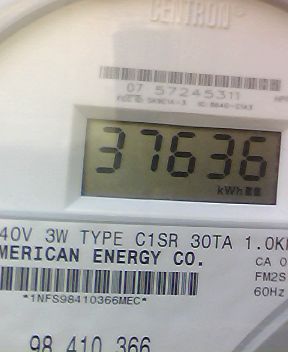 CENTRON®
07 57245311
37636
kWh
40V 3W TYPE C1SR 30TA 1.0K
MERICAN ENERGY CO.
CA 0
FM2S
60Hz
*1NFS98410366MEC*
98 410 366